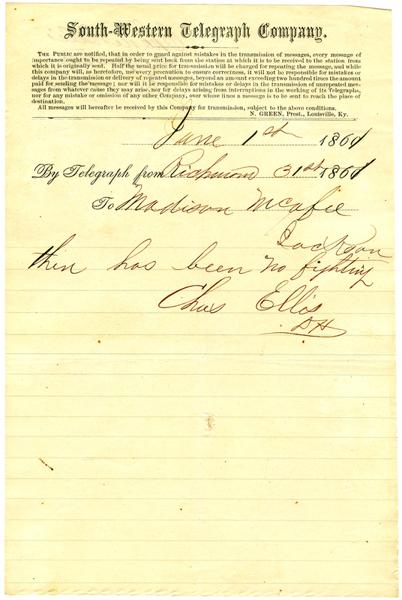 South-Western Telegraph Company.
THE PUBLIC are notified, that in order to guard against mistakes in the transmission of messages, every message of
importance ought to be repeated by being sent back from the station at which it is to be received to the station from
which it is originally sent. Half the usual price for transmission will be charged for repeating the message, and while
this company will, as heretofore, use every precaution to ensure correctness, it will not be responsible for mistakes or
delays in the transmission or delivery of repeated messages, beyond an amount exceeding two hundred times the amount
paid for sending the message; nor will it be responsible for mistakes or delays in the transmission of unrepeated messages
from whatever cause they may arise, nor for delays arising from interruptions in the working of its Telegraphs,
nor for any mistake or omission of any other Company, over whose lines a message is to be sent to reach the place of
destination.
All messages will hereafter be received by this Company for transmission, subject to the above conditions.
N. GREEN, Prest., Louisville, Ky.
June 1st 1861
By Telegraph from Richmond 31st 1861
To Madison McAfee
Jackson
then has been no fighting
Chas Ellis
DH